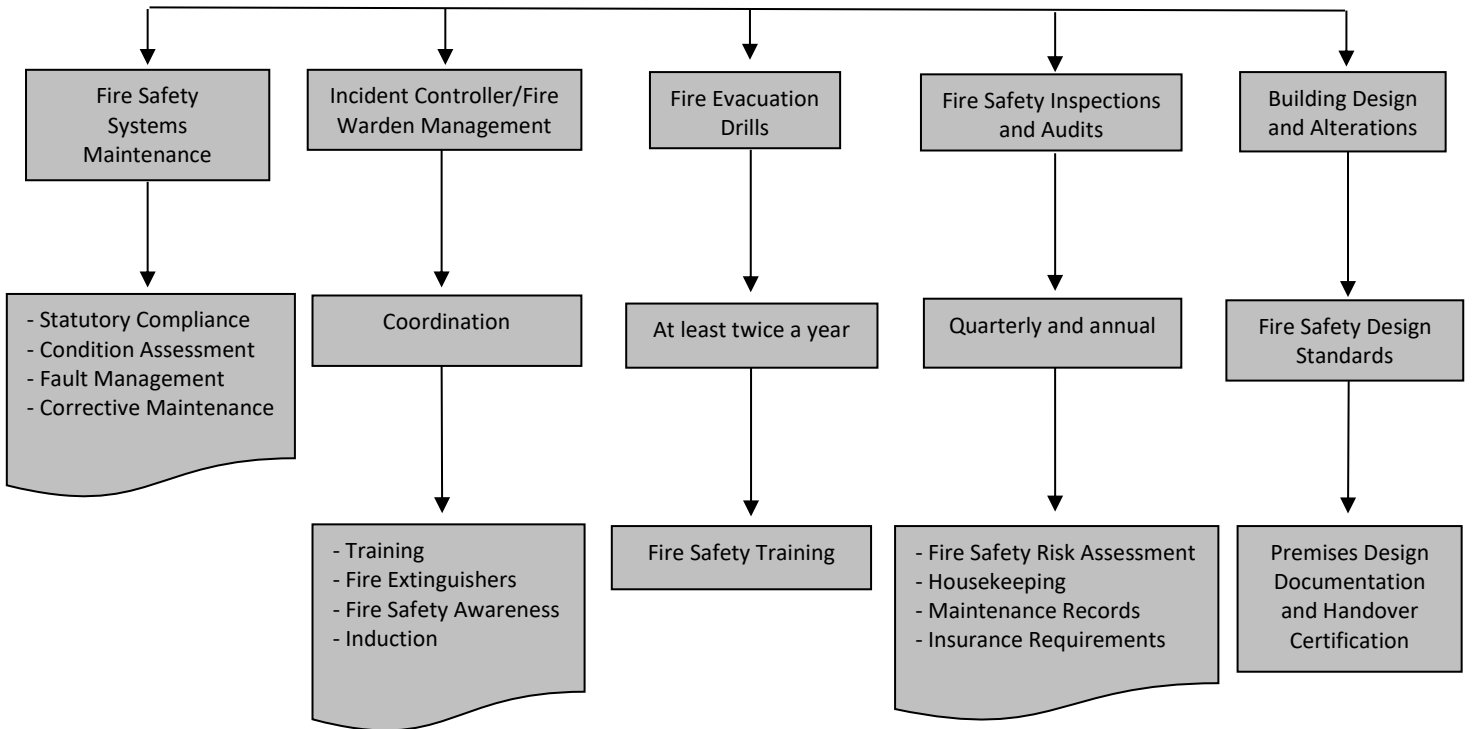 Fire Safety
Systems
Maintenance
Incident Controller/Fire
Warden Management
Fire Evacuation
Drills
Fire Safety Inspections
and Audits
Building Design
and Alterations
- Statutory Compliance
- Condition Assessment
- Fault Management
- Corrective Maintenance
Coordination
At least twice a year
Quarterly and annual
Fire Safety Design
Standards
- Training
- Fire Extinguishers
- Fire Safety Awareness
- Induction
Fire Safety Training
- Fire Safety Risk Assessment
- Housekeeping
- Maintenance Records
- Insurance Requirements
Premises Design
Documentation
and Handover
Certification